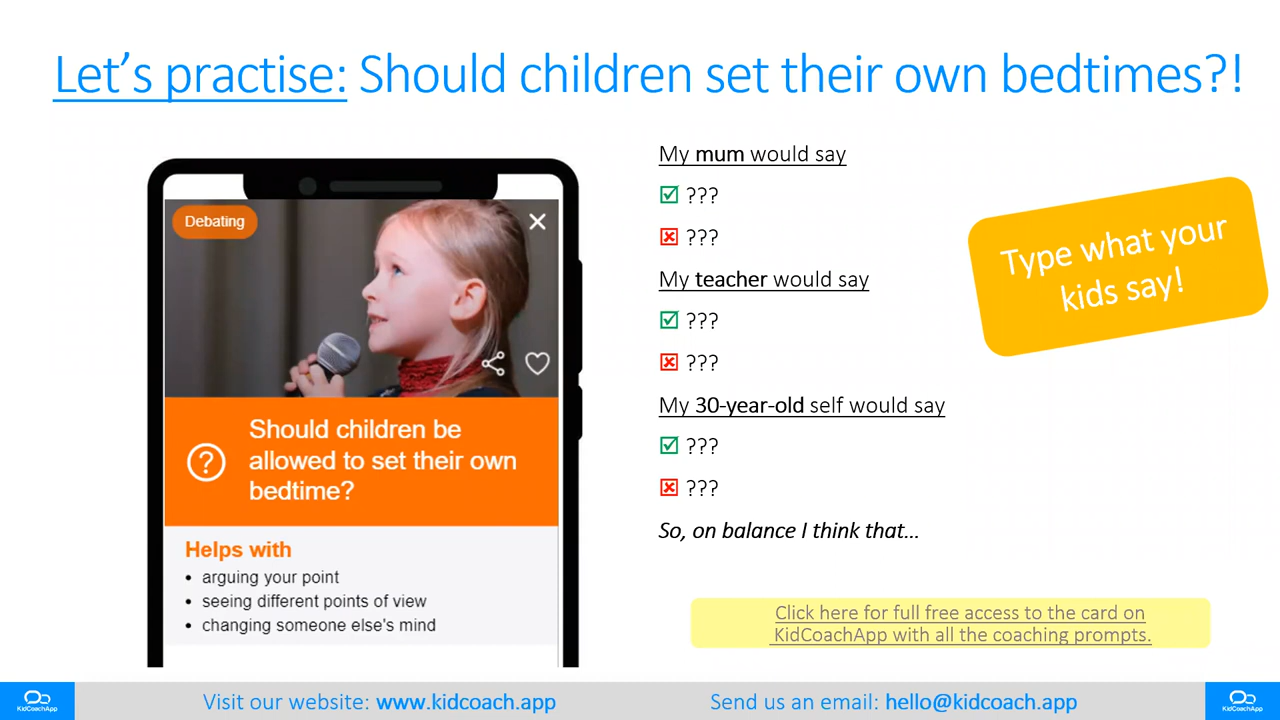 Let's practise: Should children set their own bedtimes?!
Debating
Should children be
allowed to set their own
bedtime?
Helps with
• arguing your point
• seeing different points of view
• changing someone else's mind
My mum would say
???
???
My teacher would say
???
???
My 30-year-old self would say
???
???
So, on balance I think that...
Type what your
kids say!
Click here for full free access to the card on
KidCoachApp with all the coaching prompts.
KidCoachApp
Visit our website: www.kidcoach.app
Send us an email: hello@kidcoach.app
KidCoachApp